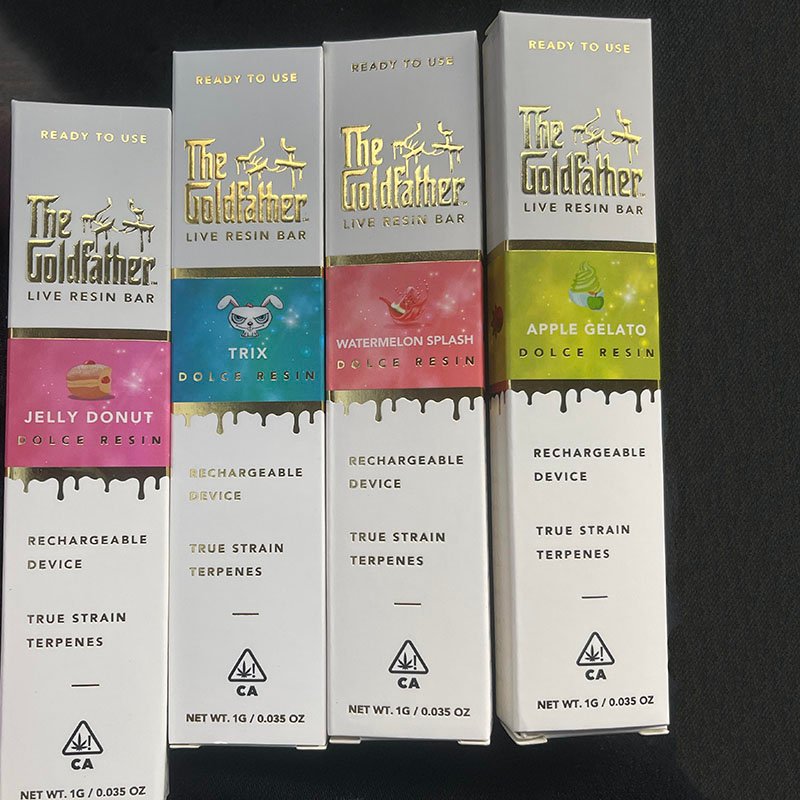 READY TO USE
The
Goldfather™
LIVE RESIN BAR
JELLY DONUT
DOLCE RESIN
RECHARGEABLE
DEVICE
TRUE STRAIN
TERPENES
CA
NET WT. 1G / 0.035 OZ
READY TO USE
The
Goldfather™
LIVE RESIN BAR
TRIX
DOLCE RESIN
RECHARGEABLE
DEVICE
TRUE STRAIN
TERPENES
CA
NET WT. 1G / 0.035 OZ
READY TO USE
The
Goldfather™
LIVE RESIN BAR
WATERMELON SPLASH
DOLCE RESIN
RECHARGEABLE
DEVICE
TRUE STRAIN
TERPENES
CA
NET WT. 1G / 0.035 OZ
READY TO USE
The
Goldfather™
LIVE RESIN BAR
APPLE GELATO
DOLCE RESIN
RECHARGEABLE
DEVICE
TRUE STRAIN
TERPENES
CA
NET WT. 1G / 0.035 OZ